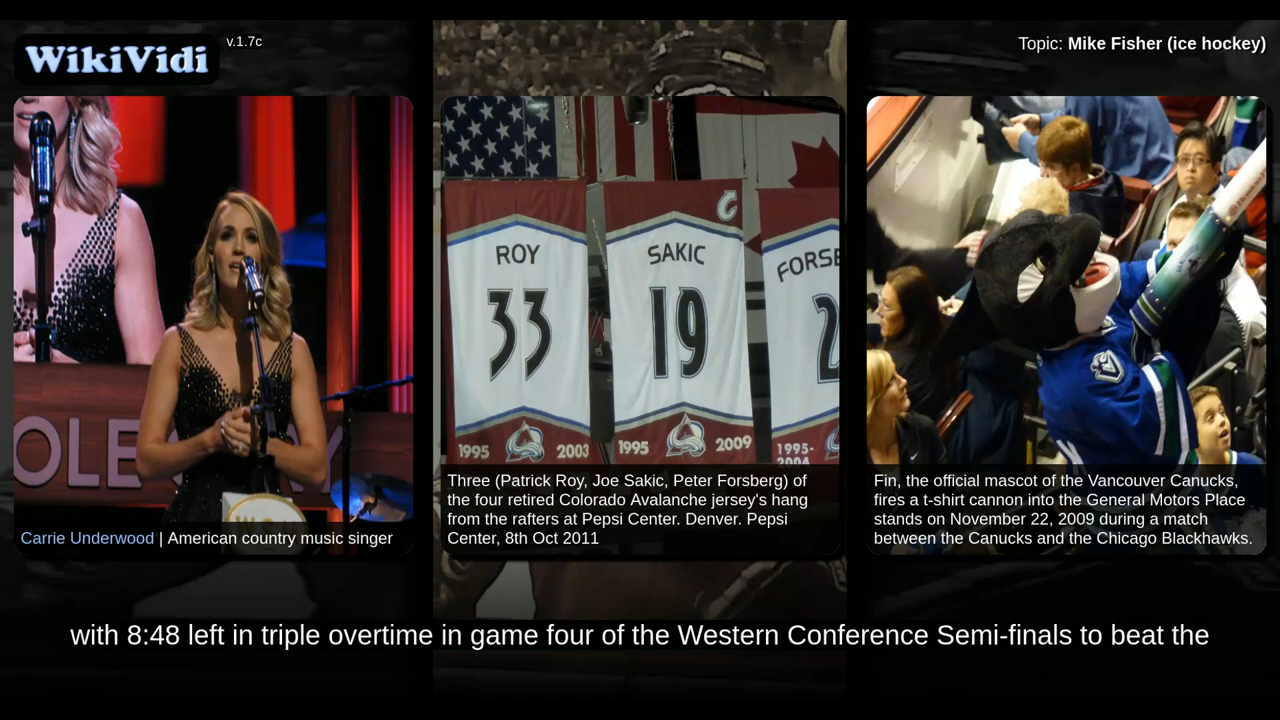 WikiVidi
v.1.7c
Topic: Mike Fisher (ice hockey)
OLE
Carrie Underwood | American country music singer
ROY
33
1995 2003
SAKIC
19
1995 2009
FORSE
2
1995-
2004
Three (Patrick Roy, Joe Sakic, Peter Forsberg) of
the four retired Colorado Avalanche jersey's hang
from the rafters at Pepsi Center. Denver. Pepsi
Center, 8th Oct 2011
Fin, the official mascot of the Vancouver Canucks,
fires a t-shirt cannon into the General Motors Place
stands on November 22, 2009 during a match
between the Canucks and the Chicago Blackhawks.
with 8:48 left in triple overtime in game four of the Western Conference Semi-finals to beat the